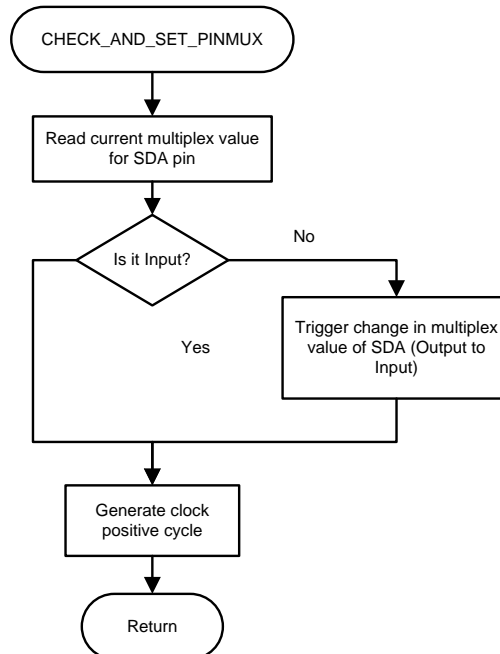 CHECK_AND_SET_PINMUX
Read current multiplex value
for SDA pin
Is it Input?
No
Yes
Trigger change in multiplex
value of SDA (Output to
Input)
Generate clock
positive cycle
Return